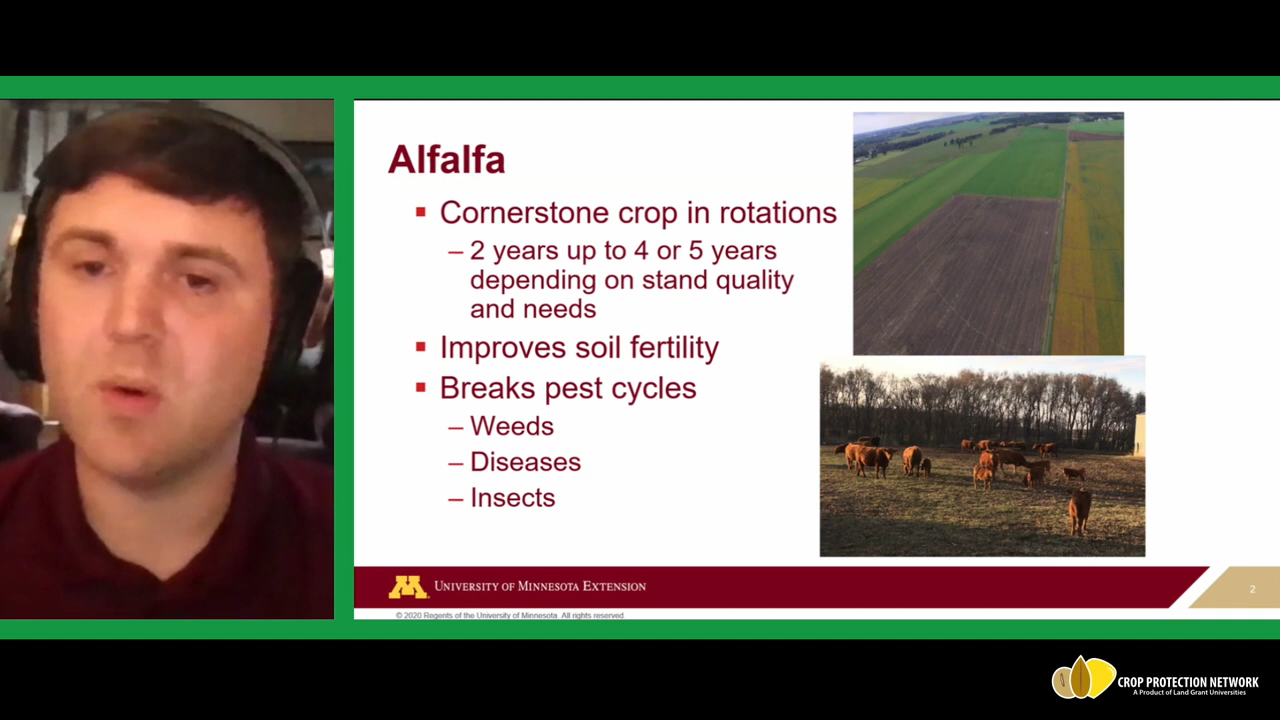 Alfalfa
▪ Cornerstone crop in rotations
– 2 years up to 4 or 5 years
depending on stand quality
and needs
▪ Improves soil fertility
▪ Breaks pest cycles
– Weeds
– Diseases
– Insects
UNIVERSITY OF MINNESOTA EXTENSION
2
© 2020 Regents of the University of Minnesota. All rights reserved.
CROP PROTECTION NETWORK
A Product of Land Grant Universities